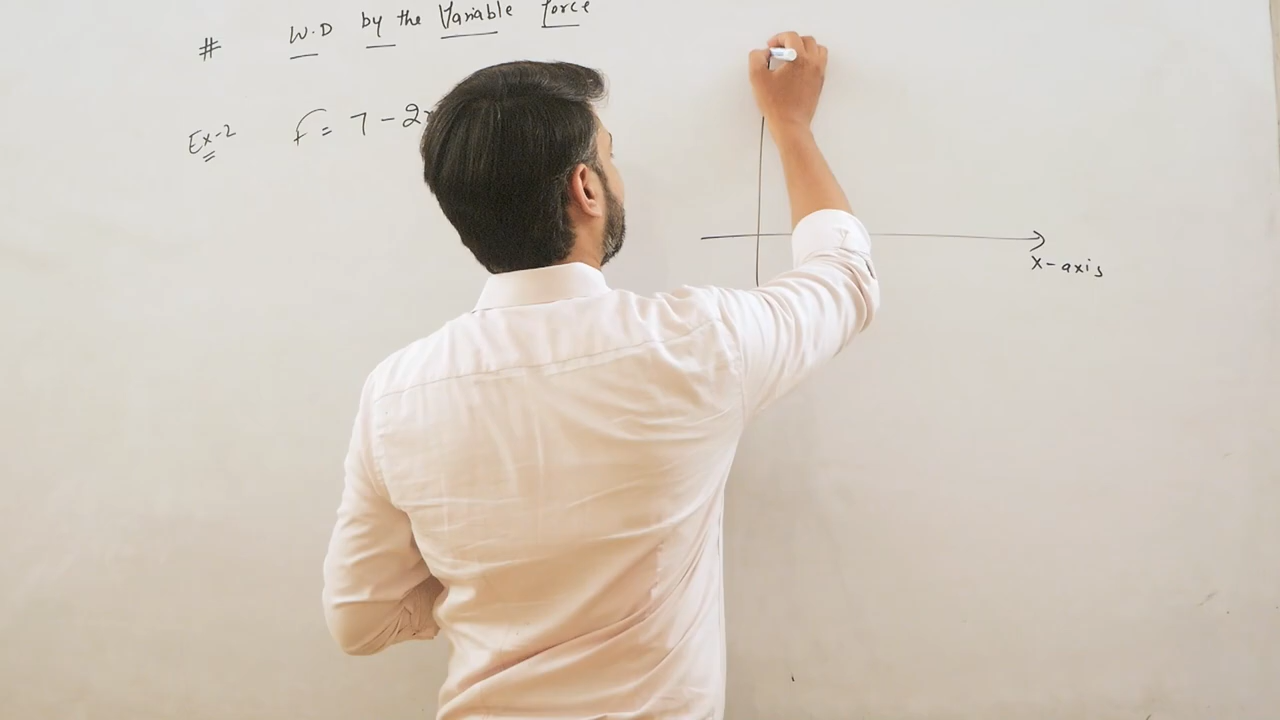 # W.D by the Variable force
Ex-2 F = 7 - 2
x-axis